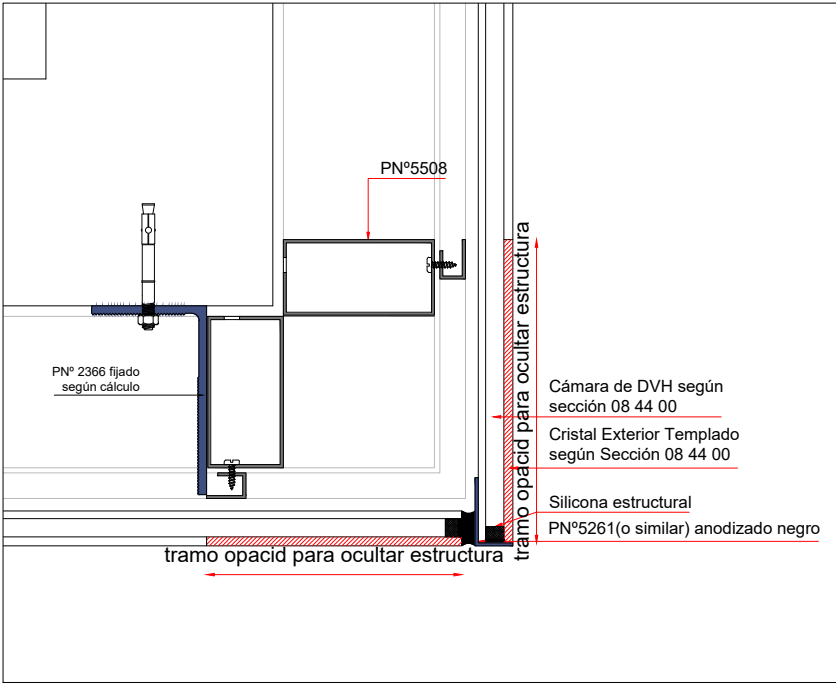 PNº5508
tramo opacid para ocultar estructura
PNº 2366 fijado
según cálculo
Cámara de DVH según
sección 08 44 00
Cristal Exterior Templado
según Sección 08 44 00
Silicona estructural
PNº5261(o similar) anodizado negro
tramo opacid para ocultar estructura